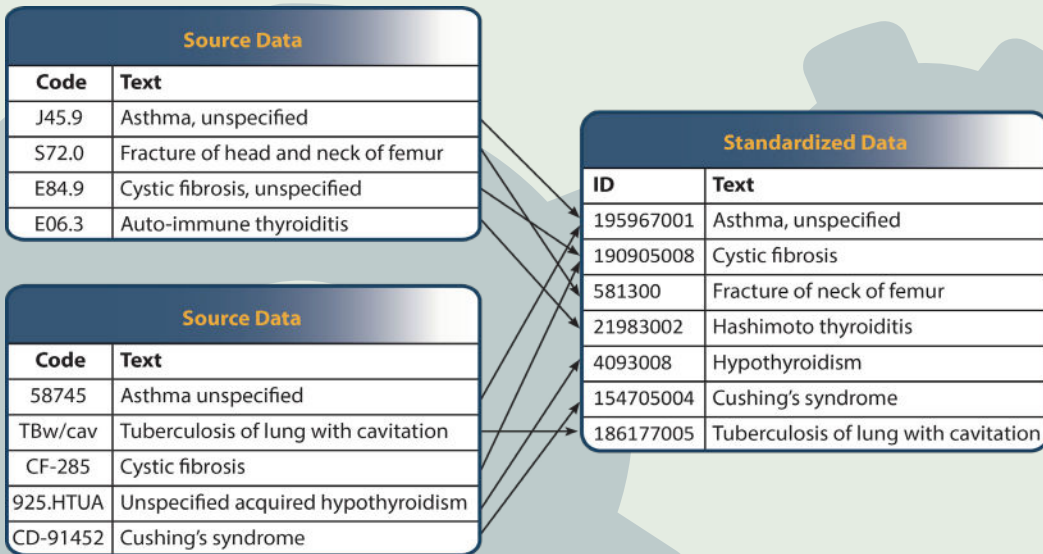 Source Data
Code Text
J45.9 Asthma, unspecified
S72.0 Fracture of head and neck of femur
E84.9 Cystic fibrosis, unspecified
E06.3 Auto-immune thyroiditis
Source Data
Code Text
58745 Asthma unspecified
TBw/cav Tuberculosis of lung with cavitation
CF-285 Cystic fibrosis
925.HTUA Unspecified acquired hypothyroidism
CD-91452 Cushing's syndrome
Standardized Data
ID Text
195967001 Asthma, unspecified
190905008 Cystic fibrosis
581300 Fracture of neck of femur
21983002 Hashimoto thyroiditis
4093008 Hypothyroidism
154705004 Cushing's syndrome
186177005 Tuberculosis of lung with cavitation